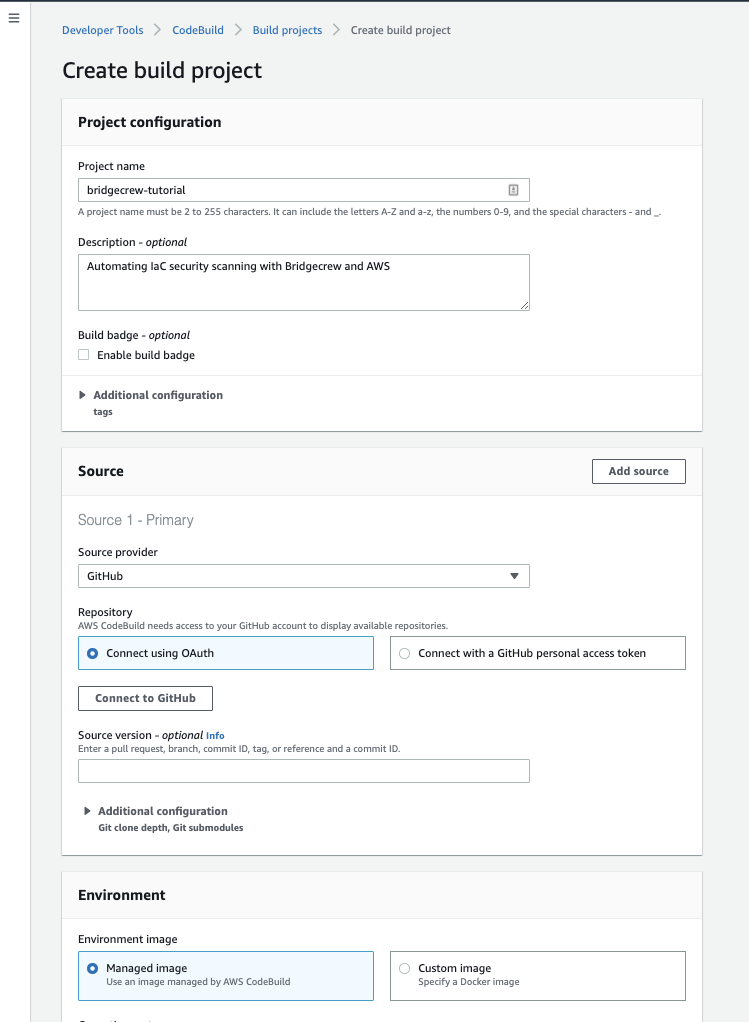 Developer Tools > CodeBuild > Build projects > Create build project
Create build project
Project configuration
Project name
bridgecrew-tutorial
A project name must be 2 to 255 characters. It can include the letters A-Z and a-z, the numbers 0-9, and the special characters - and _.
Description - optional
Automating IaC security scanning with Bridgecrew and AWS
Build badge - optional
Enable build badge
Additional configuration
tags
Source
Add source
Source 1 - Primary
Source provider
GitHub
Repository
AWS CodeBuild needs access to your GitHub account to display available repositories.
Connect using OAuth
Connect with a GitHub personal access token
Connect to GitHub
Source version - optional Info
Enter a pull request, branch, commit ID, tag, or reference and a commit ID.
Additional configuration
Git clone depth, Git submodules
Environment
Environment image
Managed image
Use an image managed by AWS CodeBuild
Custom image
Specify a Docker image